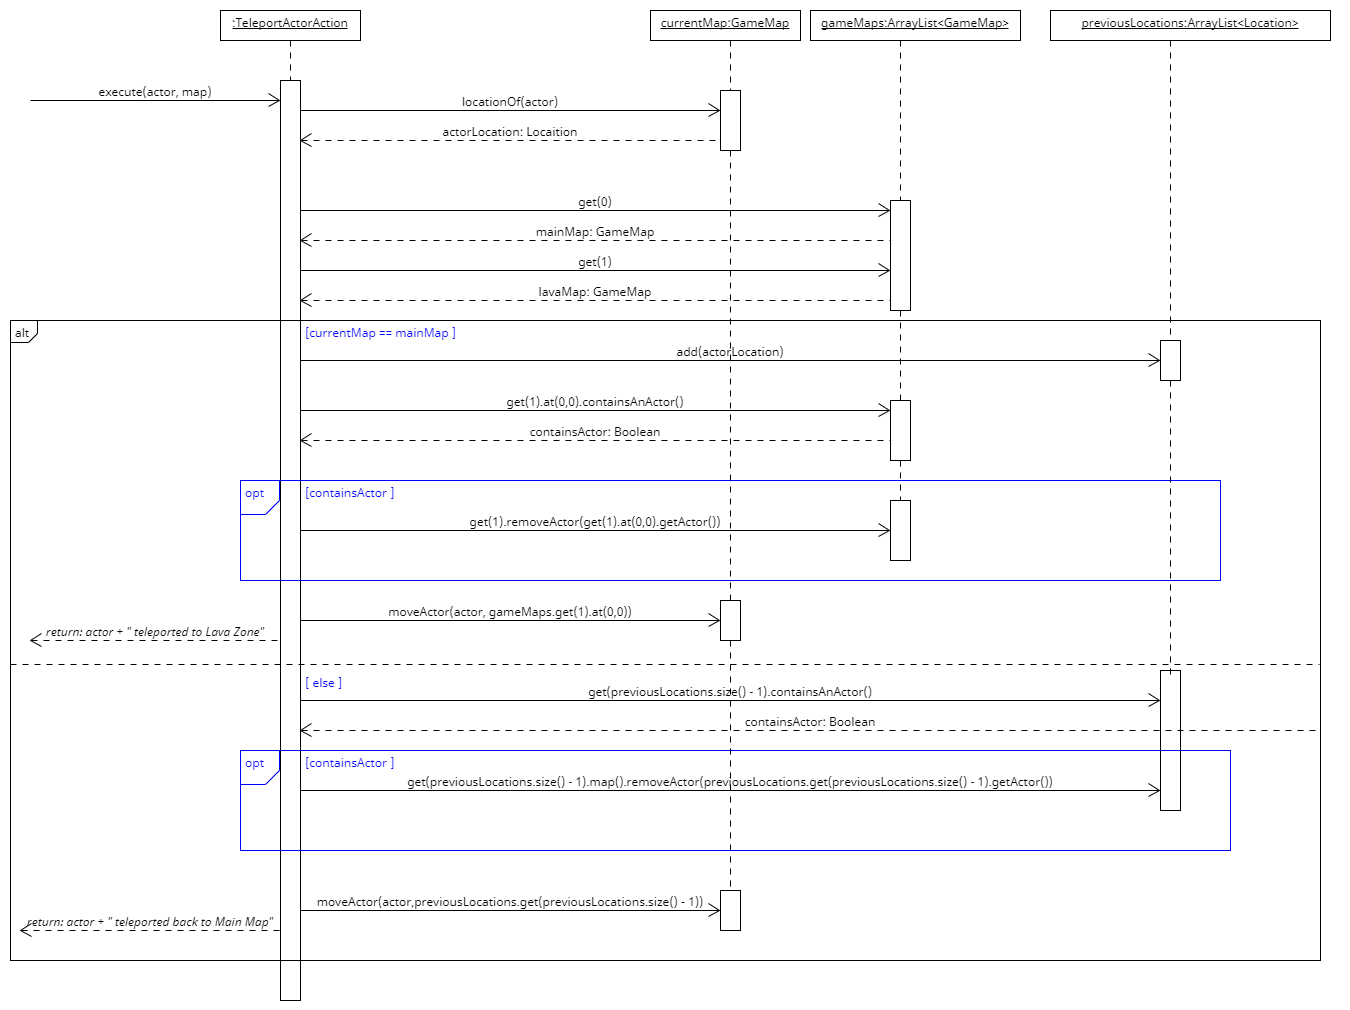 :TeleportActorAction
currentMap:GameMap
gameMaps:ArrayList<GameMap>
previousLocations:ArrayList<Location>
execute(actor, map)
locationOf(actor)
actorLocation: Locaition
get(0)
mainMap: GameMap
get(1)
lavaMap: GameMap
alt
[currentMap == mainMap ]
add(actorLocation)
get(1).at(0,0).containsAnActor()
containsActor: Boolean
opt
[containsActor ]
get(1).removeActor(get(1).at(0,0).getActor())
moveActor(actor, gameMaps.get(1).at(0,0))
return: actor + " teleported to Lava Zone"
[ else ]
get(previousLocations.size() - 1).containsAnActor()
containsActor: Boolean
opt
[containsActor ]
get(previousLocations.size() - 1).map().removeActor(previousLocations.get(previousLocations.size() - 1).getActor())
moveActor(actor,previousLocations.get(previousLocations.size() - 1))
return: actor + " teleported back to Main Map"